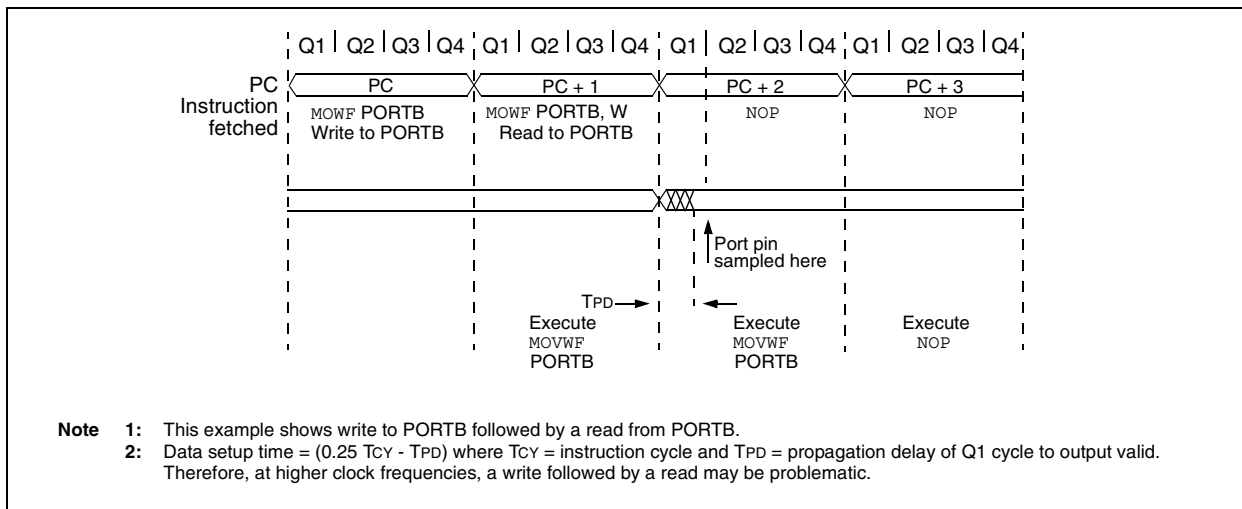 Q1 Q2 Q3 Q4 Q1 Q2 Q3 Q4 Q1 Q2 Q3 Q4 Q1 Q2 Q3 Q4
PC PC PC + 1 PC + 2 PC + 3
Instruction MOWF PORTB MOWF PORTB, W NOP NOP
fetched Write to PORTB Read to PORTB
Port pin
sampled here
TPD
Execute Execute Execute
MOVWF MOVWF NOP
PORTB PORTB
Note 1: This example shows write to PORTB followed by a read from PORTB.
2: Data setup time = (0.25 TCY - TPD) where TCY = instruction cycle and TPD = propagation delay of Q1 cycle to output valid.
Therefore, at higher clock frequencies, a write followed by a read may be problematic.